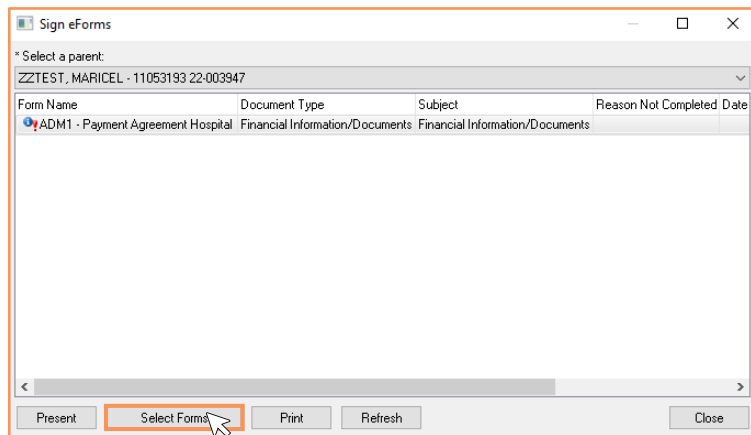 Sign eForms
* Select a parent:
ZZTEST, MARICEL - 11053193 22-003947
Form Name Document Type Subject Reason Not Completed Date
ADM1 - Payment Agreement Hospital Financial Information/Documents Financial Information/Documents
Present Select Forms Print Refresh Close